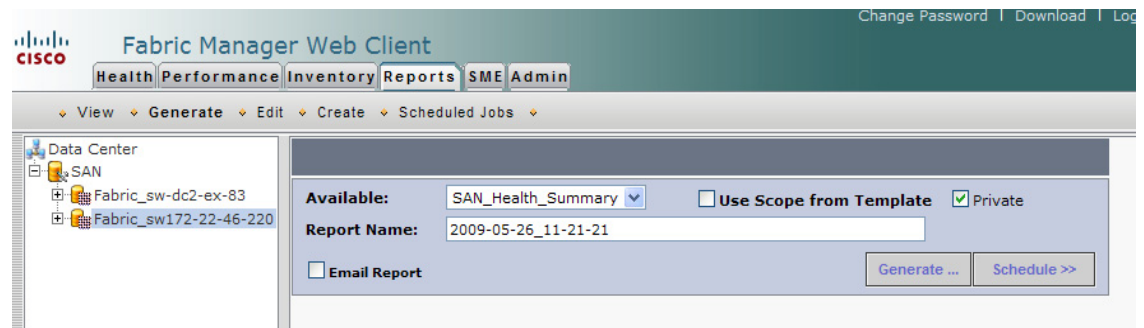 Change Password | Download | Log
CISCO
Fabric Manager Web Client
Health Performance Inventory Reports SME Admin
View Generate Edit Create Scheduled Jobs
Data Center
SAN
Fabric_sw-dc2-ex-83
Fabric_sw172-22-46-220
Available: SAN_Health_Summary Use Scope from Template Private
Report Name: 2009-05-26_11-21-21
Email Report Generate ... Schedule >>